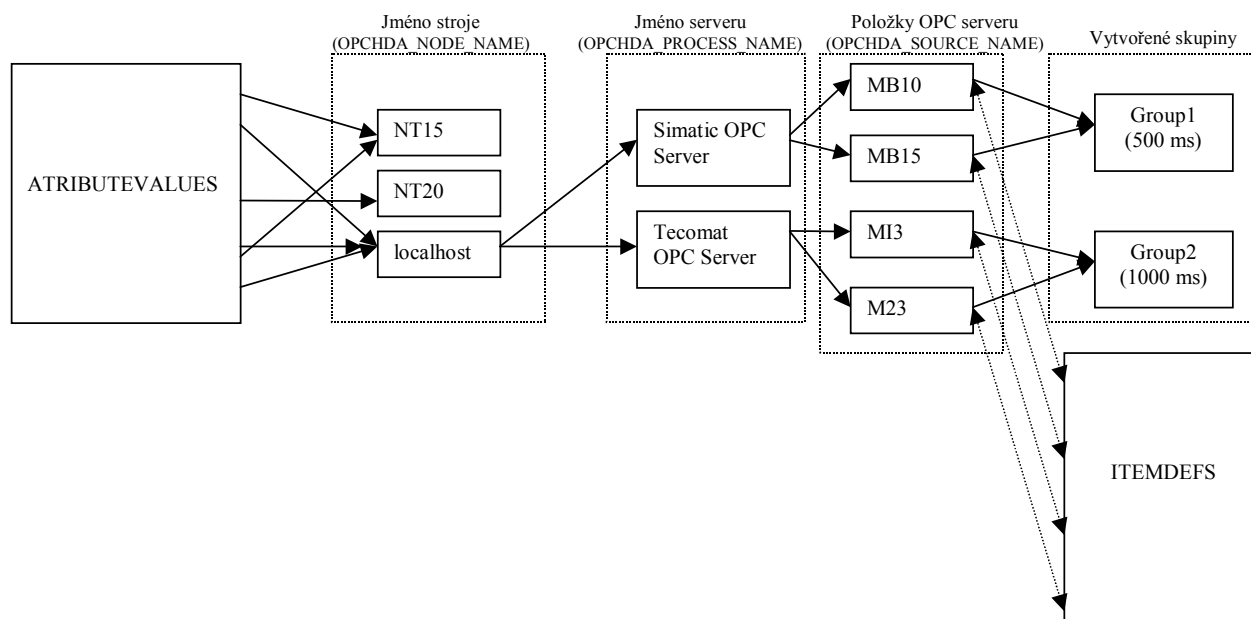 Jméno stroje
(OPCHDA_NODE_NAME)
Jméno serveru
(OPCHDA_PROCESS_NAME)
Položky OPC serveru
(OPCHDA_SOURCE_NAME)
Vytvořené skupiny
ATRIBUTEVALUES
NT15
NT20
localhost
Simatic OPC
Server
Tecomat
OPC Server
MB10
MB15
MI3
M23
Group1
(500 ms)
Group2
(1000 ms)
ITEMDEFS